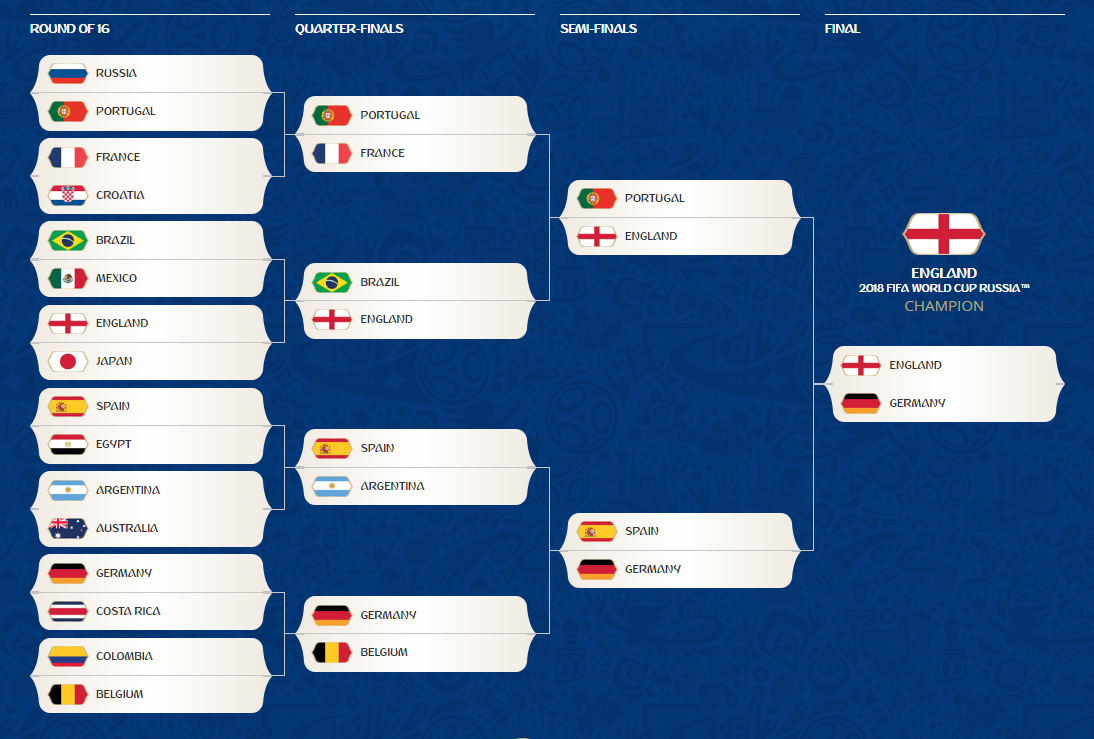 ROUND OF 16
QUARTER-FINALS
SEMI-FINALS
FINAL
RUSSIA
PORTUGAL
FRANCE
CROATIA
BRAZIL
MEXICO
ENGLAND
JAPAN
SPAIN
EGYPT
ARGENTINA
AUSTRALIA
GERMANY
COSTA RICA
COLOMBIA
BELGIUM
PORTUGAL
FRANCE
BRAZIL
ENGLAND
SPAIN
ARGENTINA
GERMANY
BELGIUM
PORTUGAL
ENGLAND
SPAIN
GERMANY
ENGLAND
2018 FIFA WORLD CUP RUSSIA™
CHAMPION
ENGLAND
GERMANY